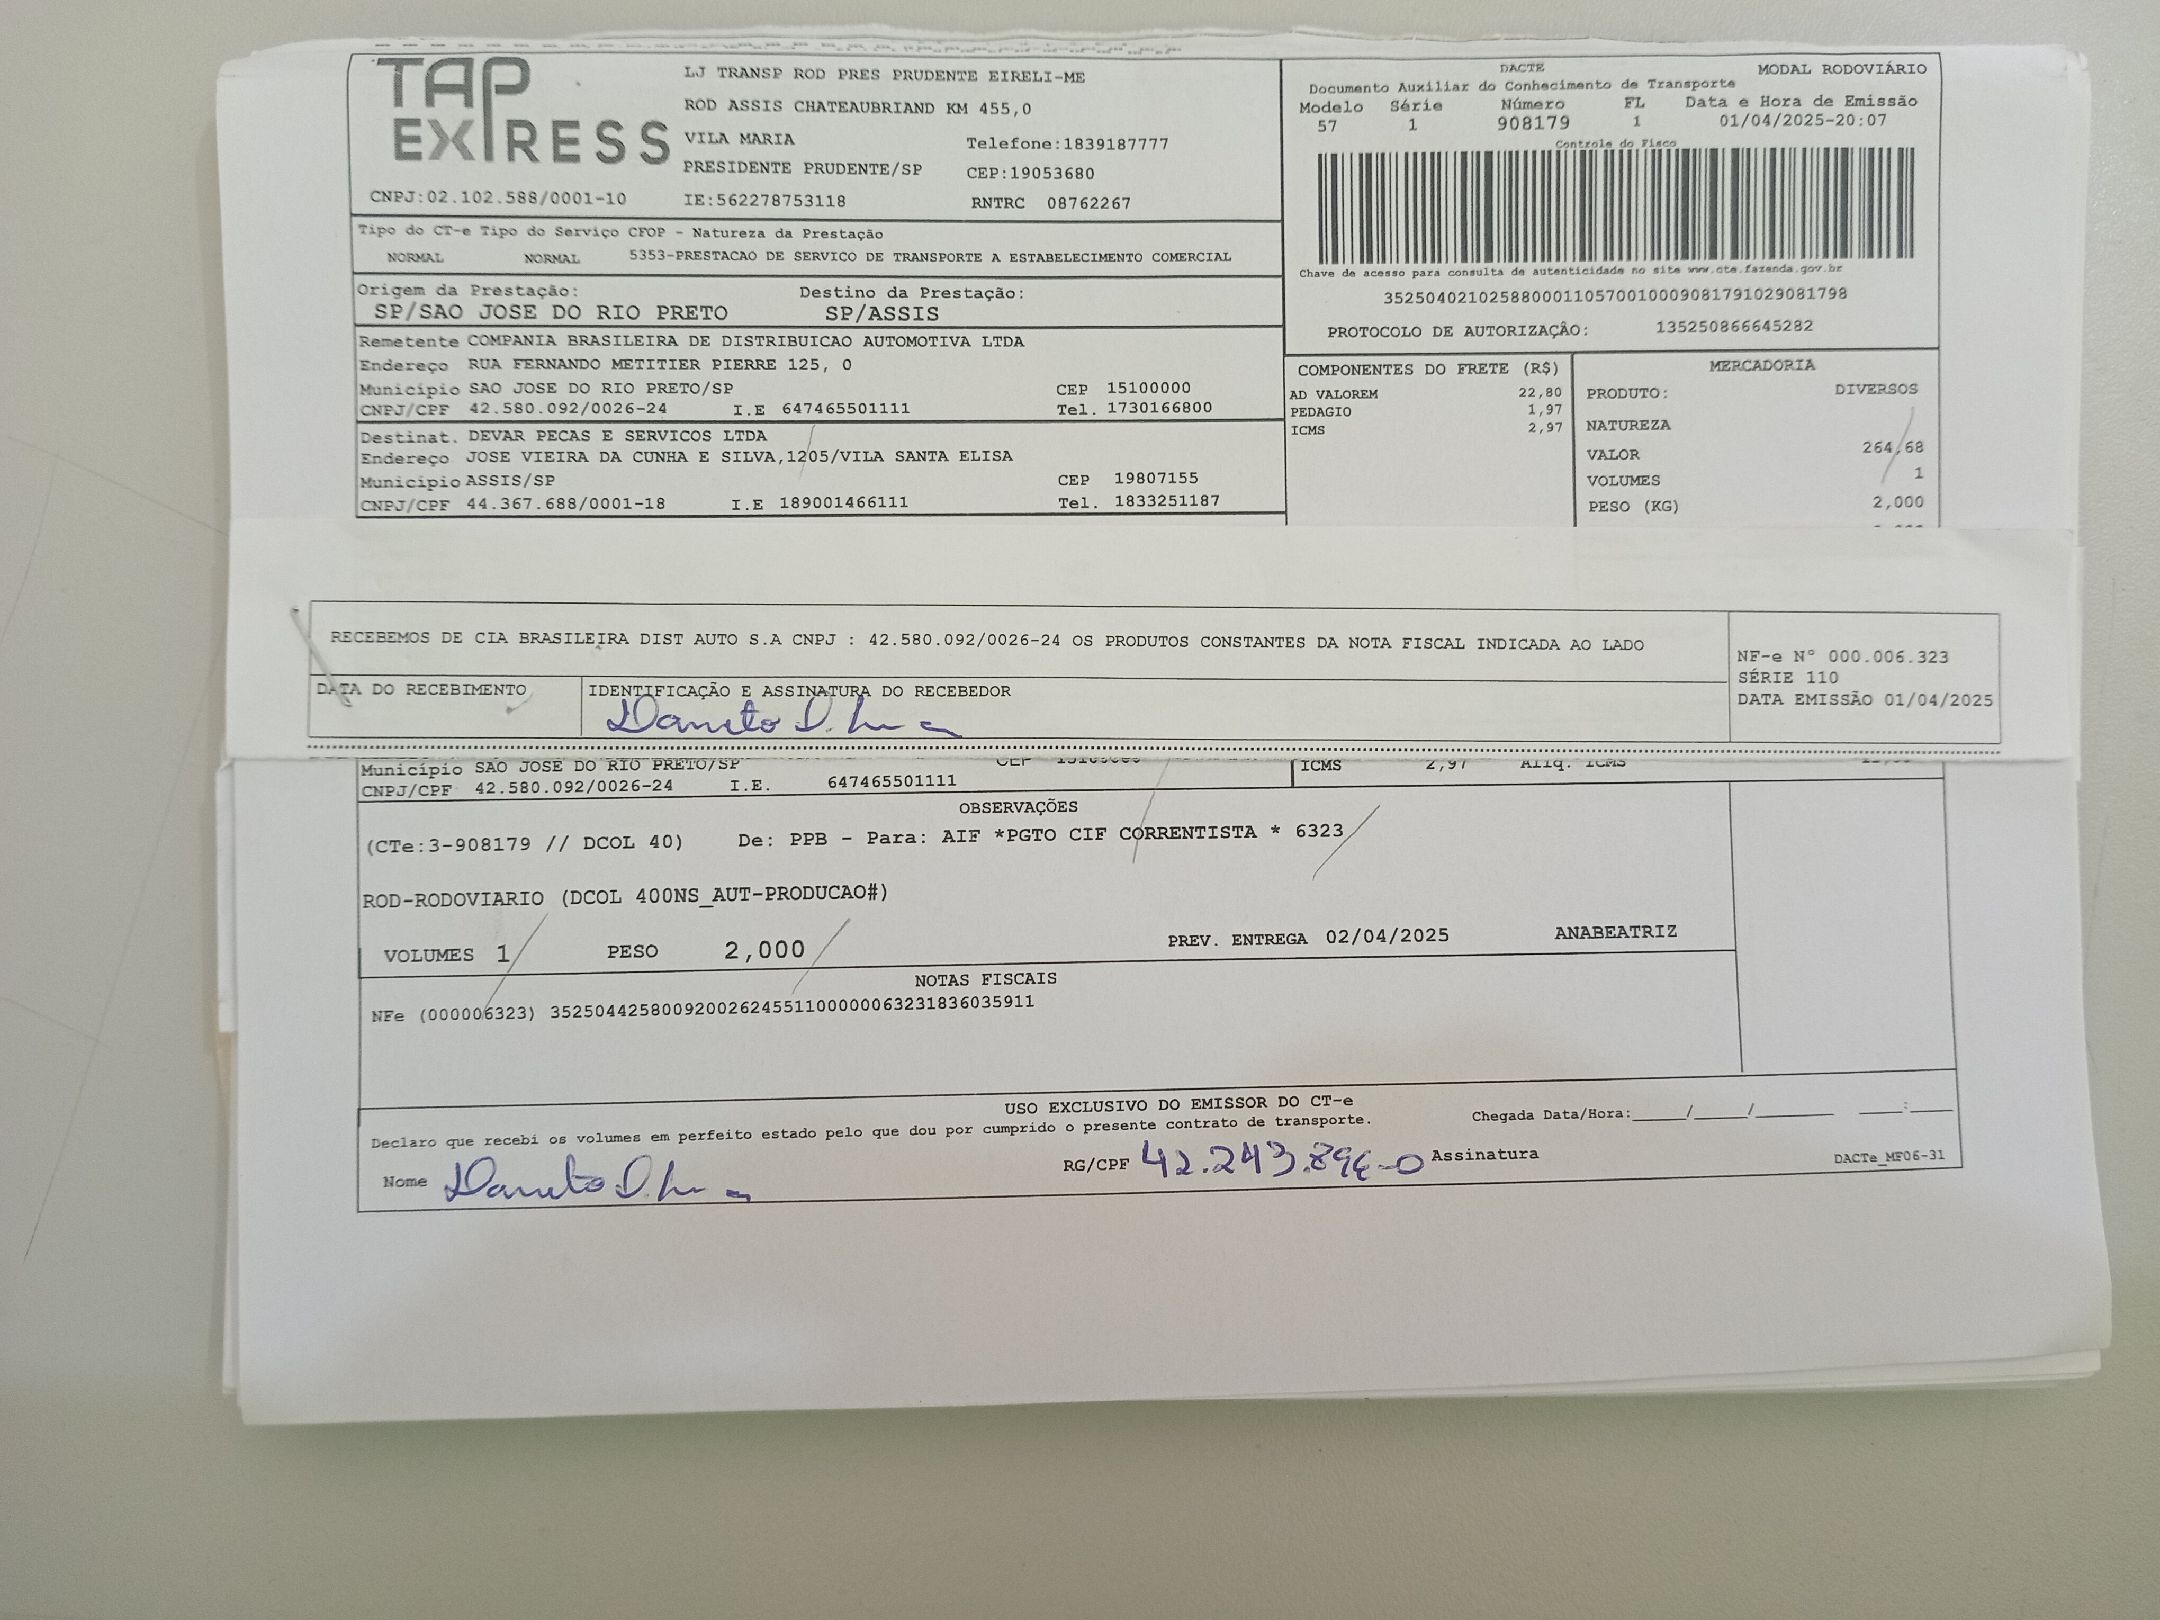 TAP EXPRESS
LJ TRANSP ROD PRES PRUDENTE EIRELI-ME
ROD ASSIS CHATEAUBRIAND KM 455,0
VILA MARIA Telefone:1839187777
PRESIDENTE PRUDENTE/SP CEP:19053680
CNPJ:02.102.588/0001-10 IE:562278753118 RNTRC 08762267
DACTE MODAL RODOVIÁRIO
Documento Auxiliar do Conhecimento de Transporte
Modelo Série Número FL Data e Hora de Emissão
57 1 908179 1 01/04/2025-20:07
Controle do Fisco
Chave de acesso para consulta de autenticidade no site www.cte.fazenda.gov.br
35250402102588000110570010009081791029081798
PROTOCOLO DE AUTORIZAÇÃO: 135250866645282
Tipo do CT-e Tipo do Serviço CFOP - Natureza da Prestação
NORMAL NORMAL 5353-PRESTACAO DE SERVICO DE TRANSPORTE A ESTABELECIMENTO COMERCIAL
Origem da Prestação: Destino da Prestação:
SP/SAO JOSE DO RIO PRETO SP/ASSIS
Remetente COMPANIA BRASILEIRA DE DISTRIBUICAO AUTOMOTIVA LTDA
Endereço RUA FERNANDO METITIER PIERRE 125, 0
Município SAO JOSE DO RIO PRETO/SP CEP 15100000
CNPJ/CPF 42.580.092/0026-24 I.E 647465501111 Tel. 1730166800
Destinat. DEVAR PECAS E SERVICOS LTDA
Endereço JOSE VIEIRA DA CUNHA E SILVA,1205/VILA SANTA ELISA
Município ASSIS/SP CEP 19807155
CNPJ/CPF 44.367.688/0001-18 I.E 189001466111 Tel. 1833251187
COMPONENTES DO FRETE (R$)
AD VALOREM 22,80
PEDAGIO 1,97
ICMS 2,97
MERCADORIA
PRODUTO: DIVERSOS
NATUREZA
VALOR 264,68
VOLUMES 1
PESO (KG) 2,000
RECEBEMOS DE CIA BRASILEIRA DIST AUTO S.A CNPJ : 42.580.092/0026-24 OS PRODUTOS CONSTANTES DA NOTA FISCAL INDICADA AO LADO
NF-e N° 000.006.323
SÉRIE 110
DATA EMISSÃO 01/04/2025
DATA DO RECEBIMENTO IDENTIFICAÇÃO E ASSINATURA DO RECEBEDOR
Município SAO JOSE DO RIO PRETO/SP CEP
CNPJ/CPF 42.580.092/0026-24 I.E. 647465501111
ICMS 2,97 Aliq. ICMS
OBSERVAÇÕES
(CTe:3-908179 // DCOL 40) De: PPB - Para: AIF *PGTO CIF CORRENTISTA * 6323
ROD-RODOVIARIO (DCOL 400NS_AUT-PRODUCAO#)
VOLUMES 1 PESO 2,000 PREV. ENTREGA 02/04/2025 ANABEATRIZ
NOTAS FISCAIS
NFe (000006323) 35250442580092002624551100000063231836035911
USO EXCLUSIVO DO EMISSOR DO CT-e
Declaro que recebi os volumes em perfeito estado pelo que dou por cumprido o presente contrato de transporte.
Chegada Data/Hora:____/____/______ ___:___
Nome RG/CPF Assinatura DACTe_MF06-31